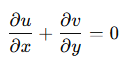 ∂u/∂x + ∂v/∂y = 0